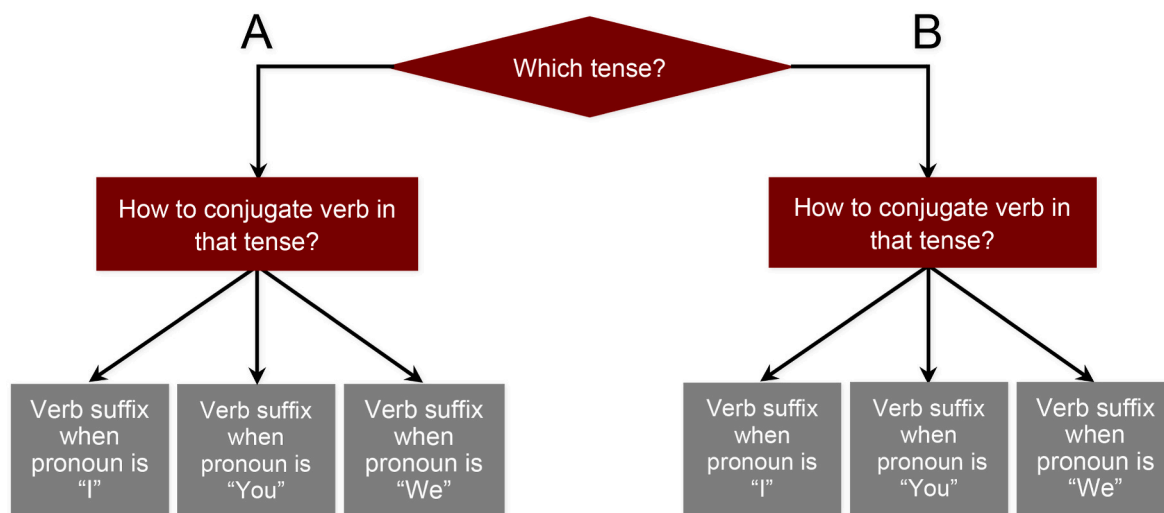 A
B
Which tense?
How to conjugate verb in
that tense?
How to conjugate verb in
that tense?
Verb suffix
when
pronoun is
“I”
Verb suffix
when
pronoun is
“You”
Verb suffix
when
pronoun is
“We”
Verb suffix
when
pronoun is
“I”
Verb suffix
when
pronoun is
“You”
Verb suffix
when
pronoun is
“We”